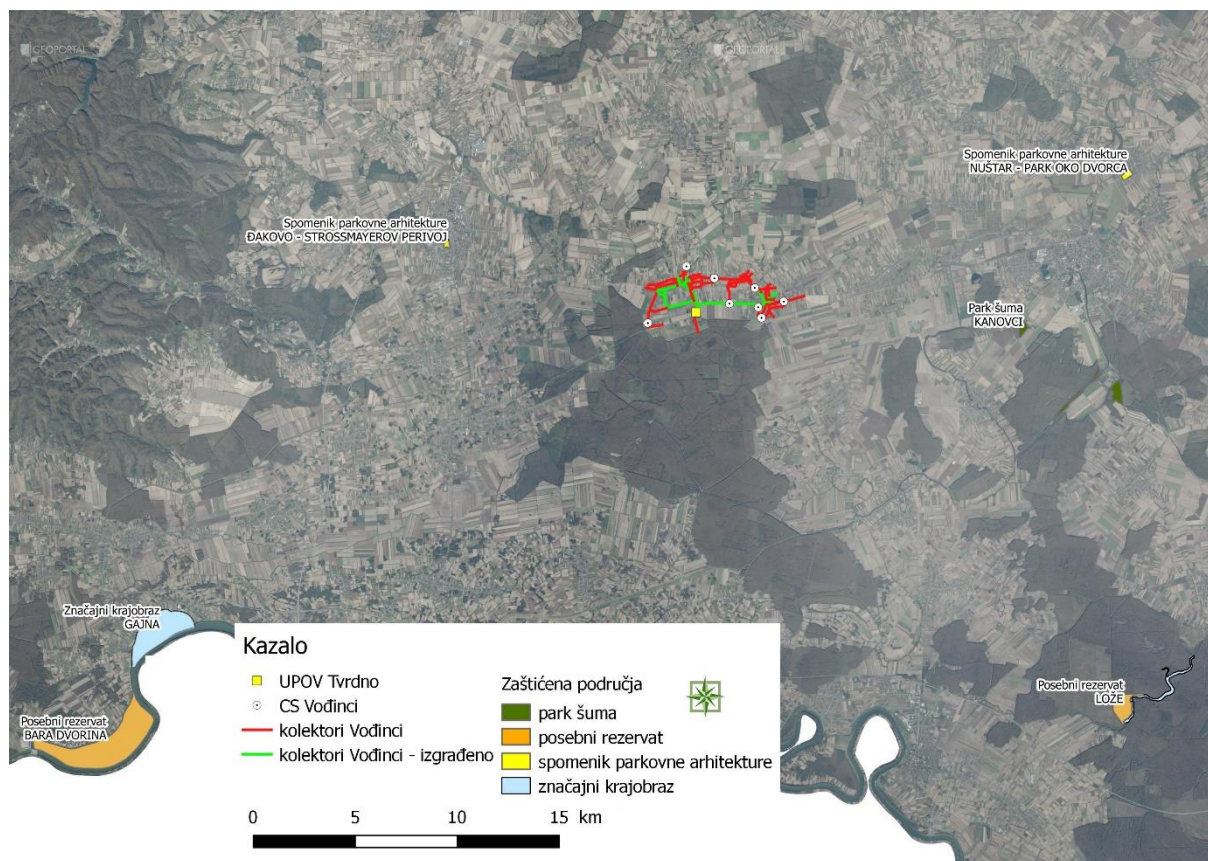 GEOPORTAL
GEOPORTAL
Spomenik parkovne arhitekture
NUŠTAR - PARK OKO DVORCA
Spomenik parkovne arhitekture
ĐAKOVO - STROSSMAYEROV PERIVOJ
Park šuma
KANOVCI
Značajni krajobraz
GAJNA
Posebni rezervat
LOŽE
Posebni rezervat
BARA DVORINA
Kazalo
UPOV Tvrdno
CS Vođinci
kolektori Vođinci
kolektori Vođinci - izgrađeno
Zaštićena područja
park šuma
posebni rezervat
spomenik parkovne arhitekture
značajni krajobraz
0 5 10 15 km